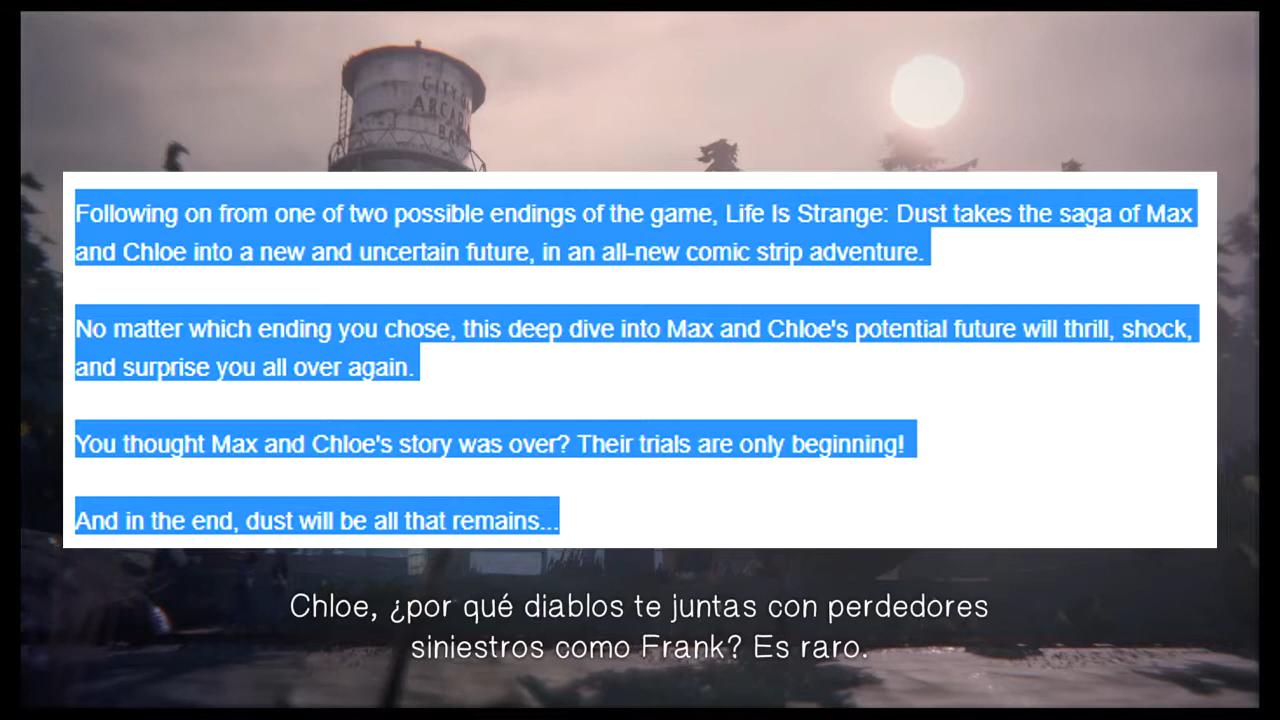 CITY OF
ARCADIA
BAY
Following on from one of two possible endings of the game, Life Is Strange: Dust takes the saga of Max
and Chloe into a new and uncertain future, in an all-new comic strip adventure.
No matter which ending you chose, this deep dive into Max and Chloe's potential future will thrill, shock,
and surprise you all over again.
You thought Max and Chloe's story was over? Their trials are only beginning!
And in the end, dust will be all that remains...
Chloe, ¿por qué diablos te juntas con perdedores
siniestros como Frank? Es raro.